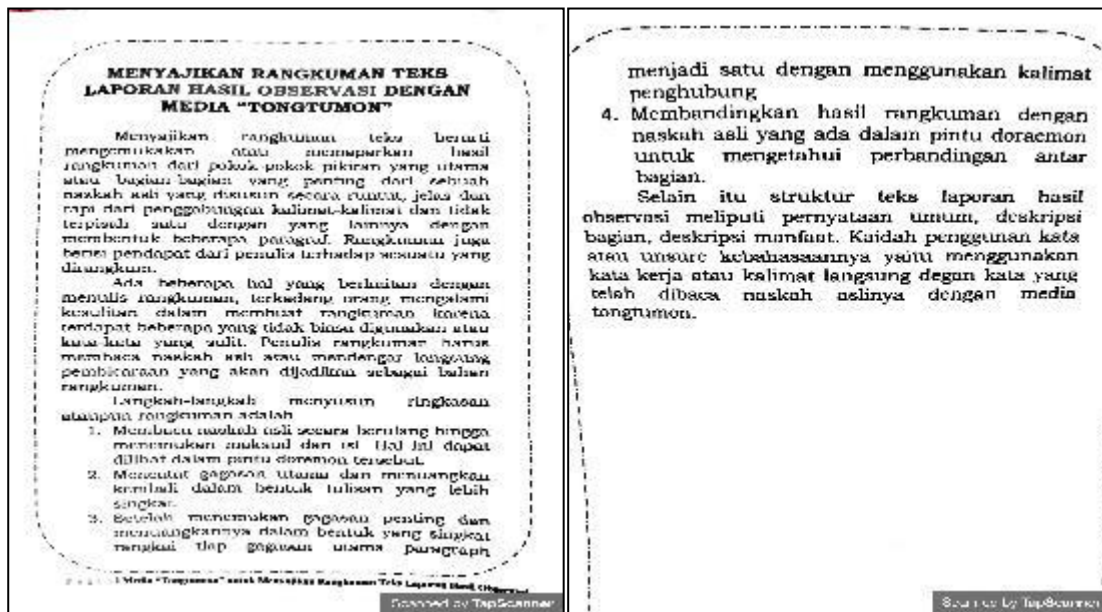 MENYAJIKAN RANGKUMAN TEKS
LAPORAN HASIL OBSERVASI DENGAN
MEDIA "TONGTUMON"
Menyajikan rangkuman teks berarti
mengemukakan atau memaparkan hasil
rangkuman dari pokok-pokok pikiran yang utama
atau bagian-bagian yang penting dari sebuah
naskah asli yang disusun secara runtut, jelas dan
rapi dari penggabungan kalimat-kalimat dan tidak
terpisah satu dengan yang lainnya dengan
membentuk beberapa paragraf. Rangkuman juga
berisi pendapat dari penulis terhadap sesuatu yang
dirangkum.
Ada beberapa hal yang berkaitan dengan
menulis rangkuman, terkadang orang mengalami
kesulitan dalam membuat rangkuman karena
terdapat beberapa yang tidak biasa digunakan atau
kata-kata yang sulit. Penulis rangkuman harus
membaca naskah asli atau mendengar langsung
pembicaraan yang akan dijadikan sebagai bahan
rangkuman.
Langkah-langkah menyusun ringkasan
ataupun rangkuman adalah
1. Membaca naskah asli secara berulang hingga
menemukan maksud dan isi. Hal ini dapat
dilihat dalam pintu doremon tersebut.
2. Mencatat gagasan utama dan menuangkan
kembali dalam bentuk tulisan yang lebih
singkat.
3. Setelah menemukan gagasan penting dan
menuangkannya dalam bentuk yang singkat
rangkai tiap gagasan utama paragraph
Media "Tongtumon" untuk Menyajikan Rangkuman Teks Laporan Hasil Observasi
Scanned by TapScanner
menjadi satu dengan menggunakan kalimat
penghubung
4. Membandingkan hasil rangkuman dengan
naskah asli yang ada dalam pintu doraemon
untuk mengetahui perbandingan antar
bagian.
Selain itu struktur teks laporan hasil
observasi meliputi pernyataan umum, deskripsi
bagian, deskripsi manfaat. Kaidah penggunan kata
atau unsure kebahasaannya yaitu menggunakan
kata kerja atau kalimat langsung degan kata yang
telah dibaca naskah aslinya dengan media
tongtumon.
Scanned by TapScanner